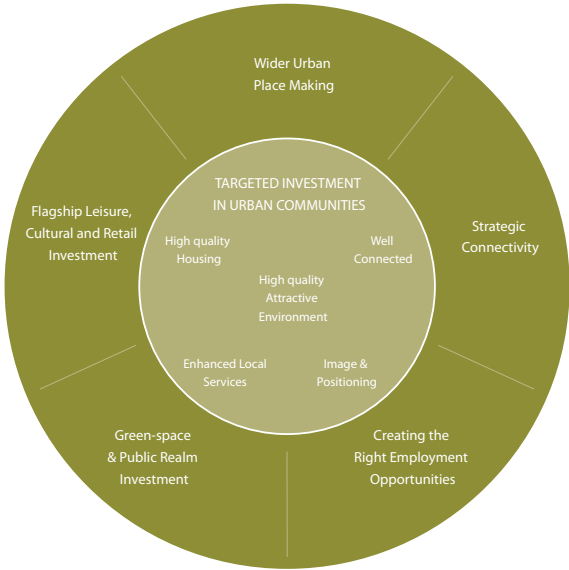 Wider Urban
Place Making
TARGETED INVESTMENT
IN URBAN COMMUNITIES
Flagship Leisure,
Cultural and Retail
Investment
High quality
Housing
Well
Connected
Strategic
Connectivity
High quality
Attractive
Environment
Enhanced Local
Services
Image &
Positioning
Green-space
& Public Realm
Investment
Creating the
Right Employment
Opportunities